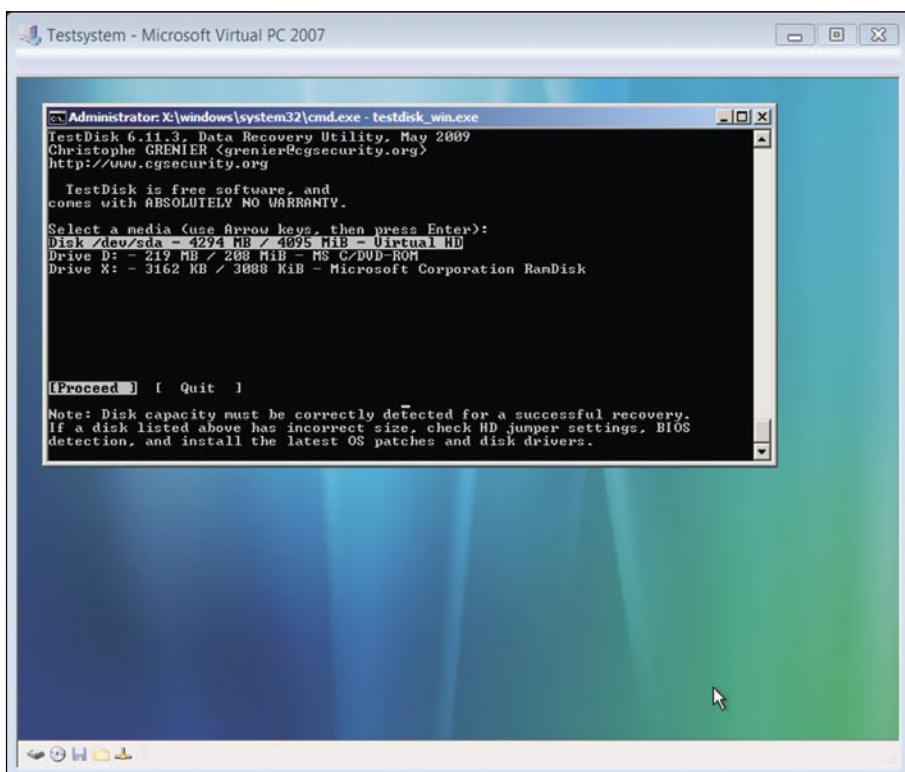 Testsystem - Microsoft Virtual PC 2007
Administrator: X:\windows\system32\cmd.exe - testdisk_win.exe
TestDisk 6.11.3, Data Recovery Utility, May 2009
Christophe GRENIER <grenier@cgsecurity.org>
http://www.cgsecurity.org
TestDisk is free software, and
comes with ABSOLUTELY NO WARRANTY.
Select a media (use Arrow keys, then press Enter):
Disk /dev/sda - 4294 MB / 4095 MiB - Virtual HD
Drive D: - 219 MB / 208 MiB - MS C/DVD-ROM
Drive X: - 3162 KB / 3088 KiB - Microsoft Corporation RamDisk
[Proceed ] [ Quit ]
Note: Disk capacity must be correctly detected for a successful recovery.
If a disk listed above has incorrect size, check HD jumper settings, BIOS
detection, and install the latest OS patches and disk drivers.